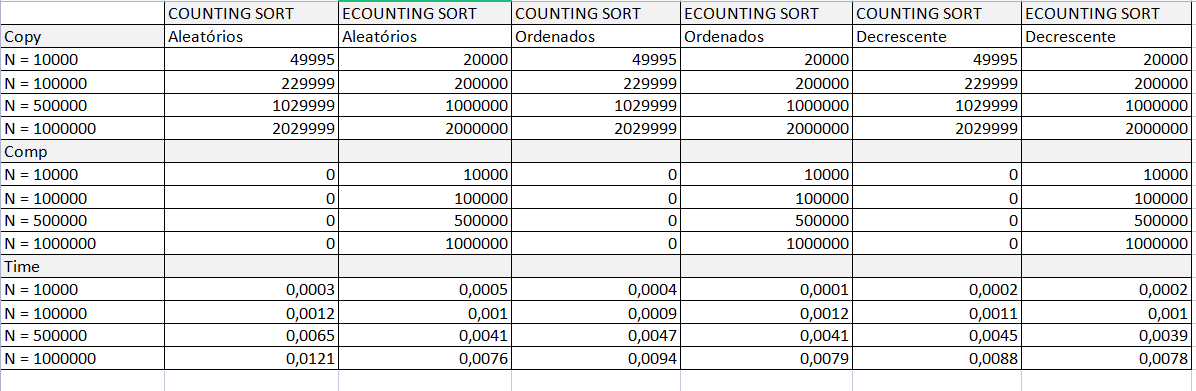 COUNTING SORT ECOUNTING SORT COUNTING SORT ECOUNTING SORT COUNTING SORT ECOUNTING SORT
Copy Aleatórios Aleatórios Ordenados Ordenados Decrescente Decrescente
N = 10000 49995 20000 49995 20000 49995 20000
N = 100000 229999 200000 229999 200000 229999 200000
N = 500000 1029999 1000000 1029999 1000000 1029999 1000000
N = 1000000 2029999 2000000 2029999 2000000 2029999 2000000
Comp
N = 10000 0 10000 0 10000 0 10000
N = 100000 0 100000 0 100000 0 100000
N = 500000 0 500000 0 500000 0 500000
N = 1000000 0 1000000 0 1000000 0 1000000
Time
N = 10000 0,0003 0,0005 0,0004 0,0001 0,0002 0,0002
N = 100000 0,0012 0,001 0,0009 0,0012 0,0011 0,001
N = 500000 0,0065 0,0041 0,0047 0,0041 0,0045 0,0039
N = 1000000 0,0121 0,0076 0,0094 0,0079 0,0088 0,0078